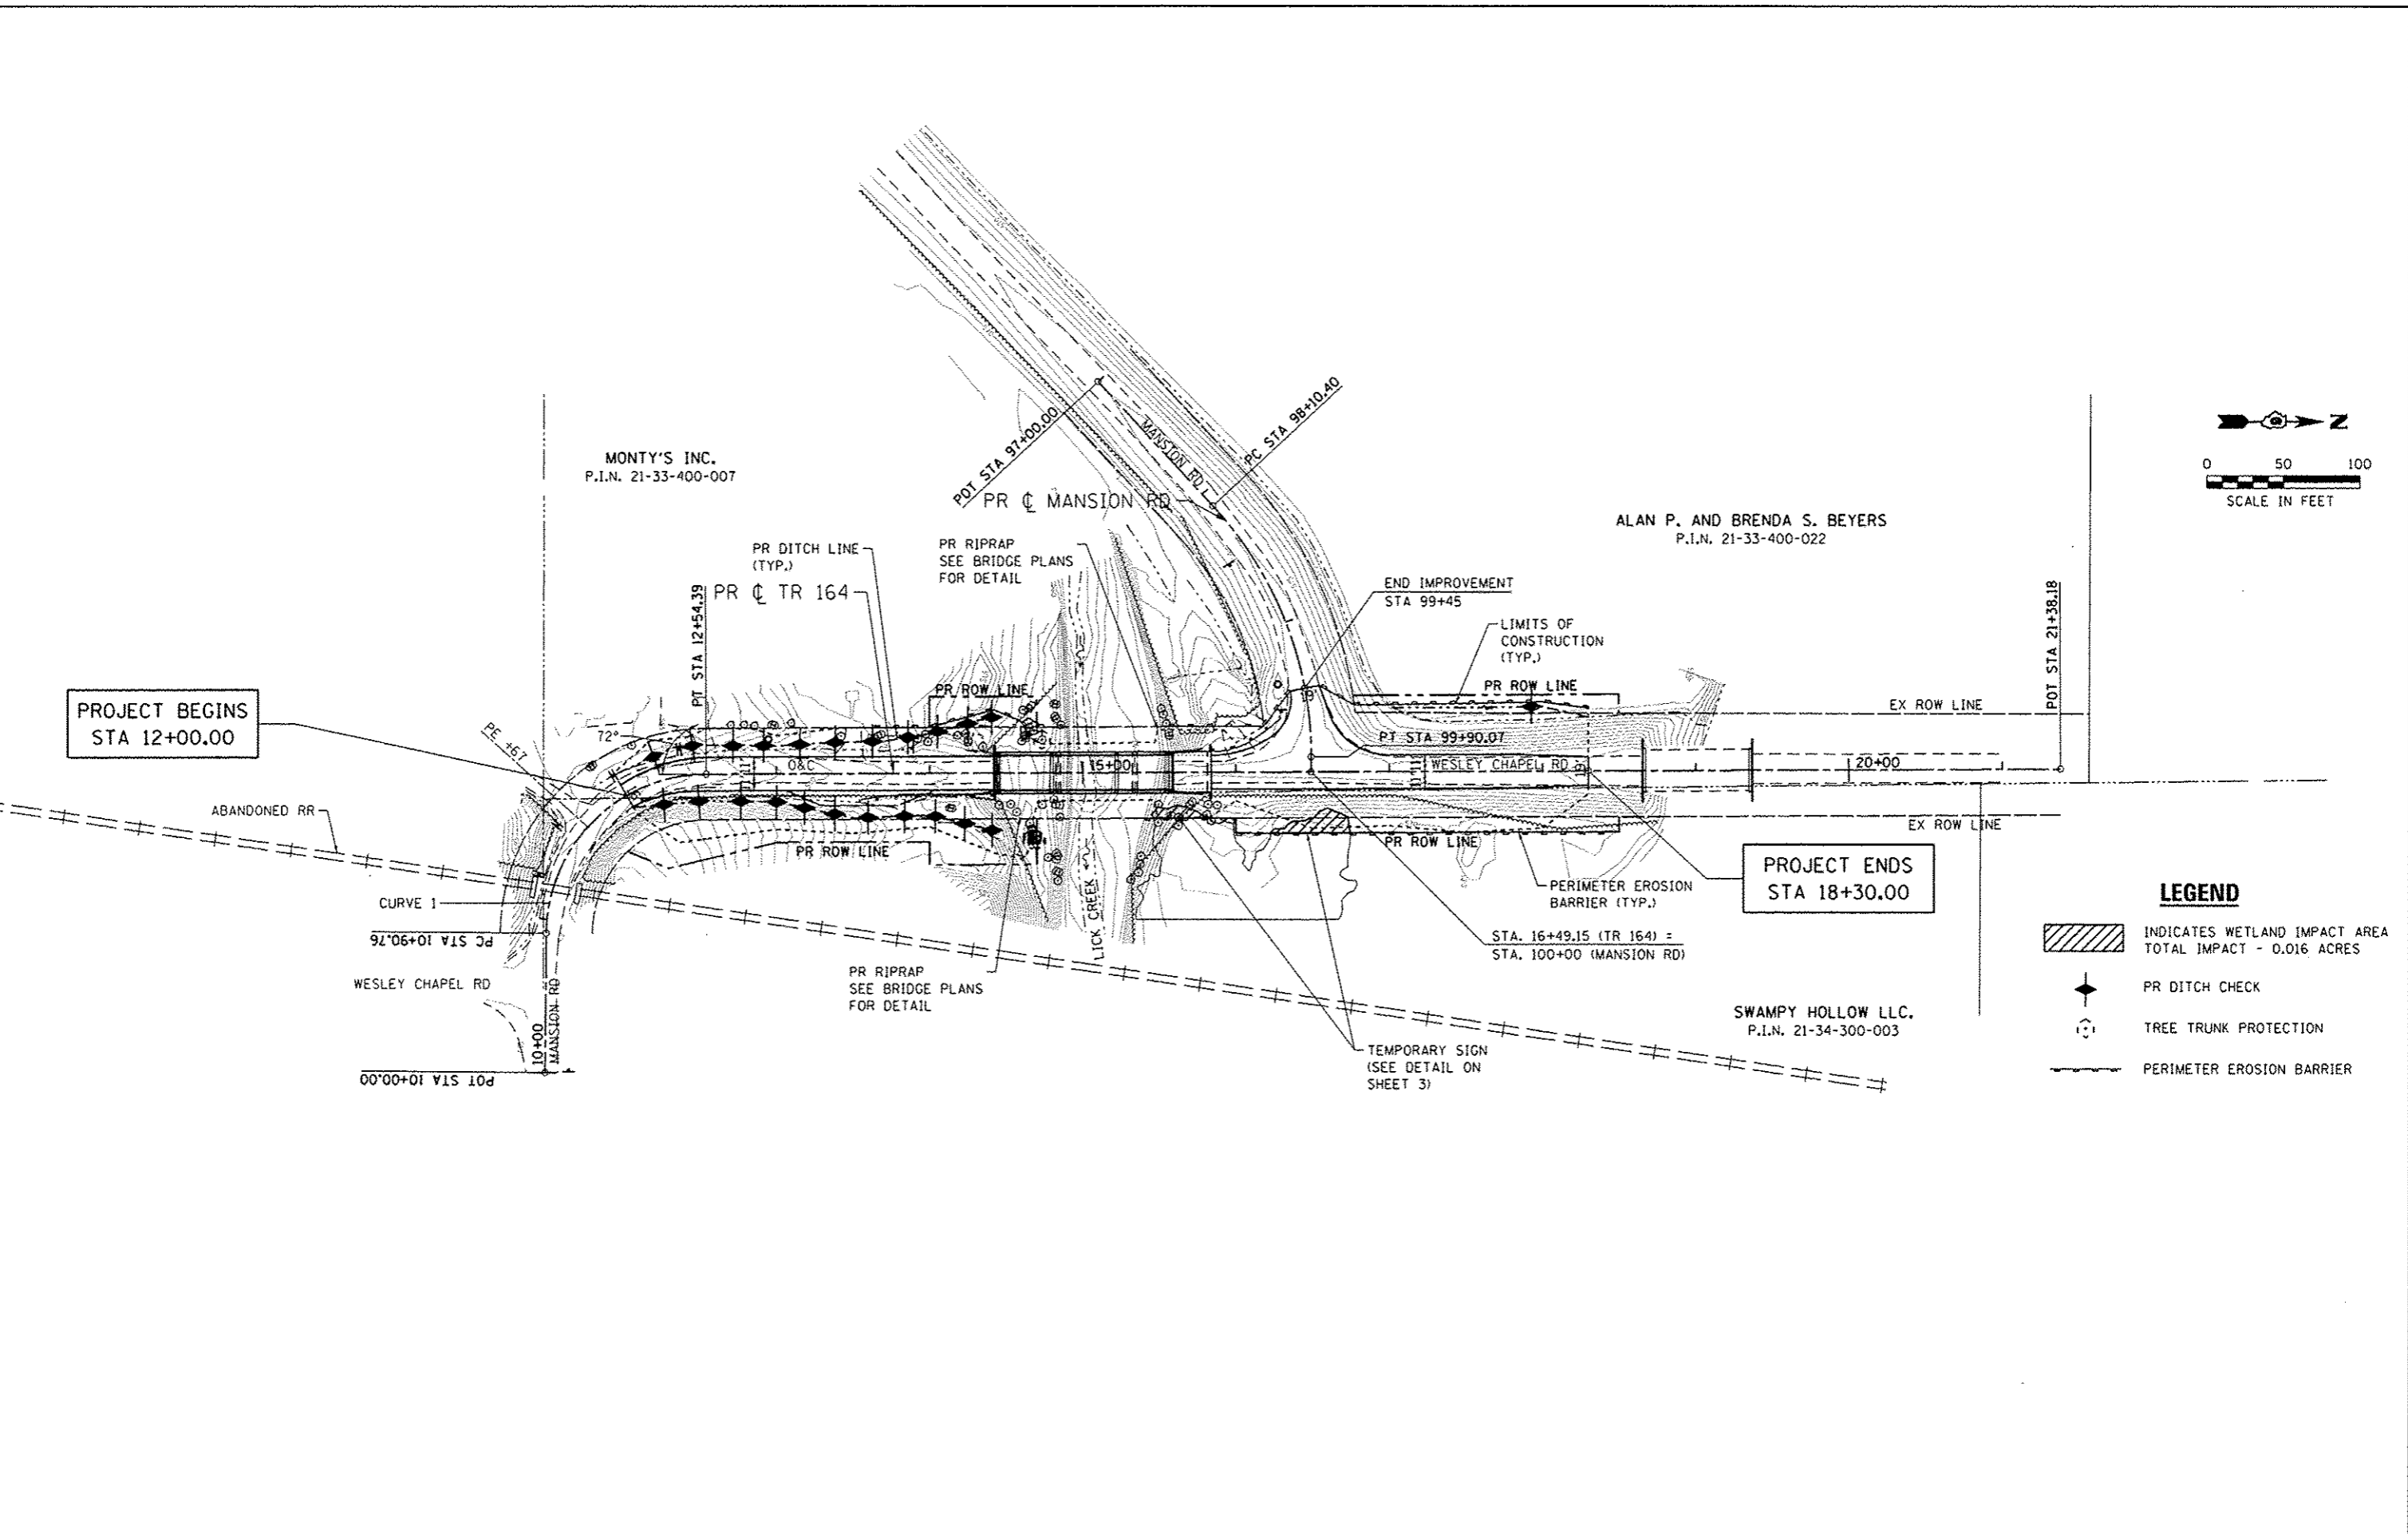 MONTY'S INC.
P.I.N. 21-33-400-007
POT STA 97+00.00
MANSION RD
PC STA 98+10.40
PR ℄ MANSION RD
N
0 50 100
SCALE IN FEET
ALAN P. AND BRENDA S. BEYERS
P.I.N. 21-33-400-022
PR DITCH LINE
(TYP.)
PR ℄ TR 164
PR RIPRAP
SEE BRIDGE PLANS
FOR DETAIL
END IMPROVEMENT
STA 99+45
LIMITS OF
CONSTRUCTION
(TYP.)
PT STA 12+54.39
POT STA 21+38.18
PROJECT BEGINS
STA 12+00.00
PE +67
72°
PR ROW LINE
PR ROW LINE
EX ROW LINE
PT STA 99+90.07
O&C
15+00
WESLEY CHAPEL RD
20+00
ABANDONED RR
EX ROW LINE
PR ROW LINE
PR ROW LINE
PROJECT ENDS
STA 18+30.00
CURVE 1
PERIMETER EROSION
BARRIER (TYP.)
PC STA 10+90.76
LICK CREEK
STA. 16+49.15 (TR 164) =
STA. 100+00 (MANSION RD)
WESLEY CHAPEL RD
PR RIPRAP
SEE BRIDGE PLANS
FOR DETAIL
SWAMPY HOLLOW LLC.
P.I.N. 21-34-300-003
10+00
MANSION RD
POT STA 10+00.00
TEMPORARY SIGN
(SEE DETAIL ON
SHEET 3)
LEGEND
INDICATES WETLAND IMPACT AREA
TOTAL IMPACT - 0.016 ACRES
PR DITCH CHECK
TREE TRUNK PROTECTION
PERIMETER EROSION BARRIER